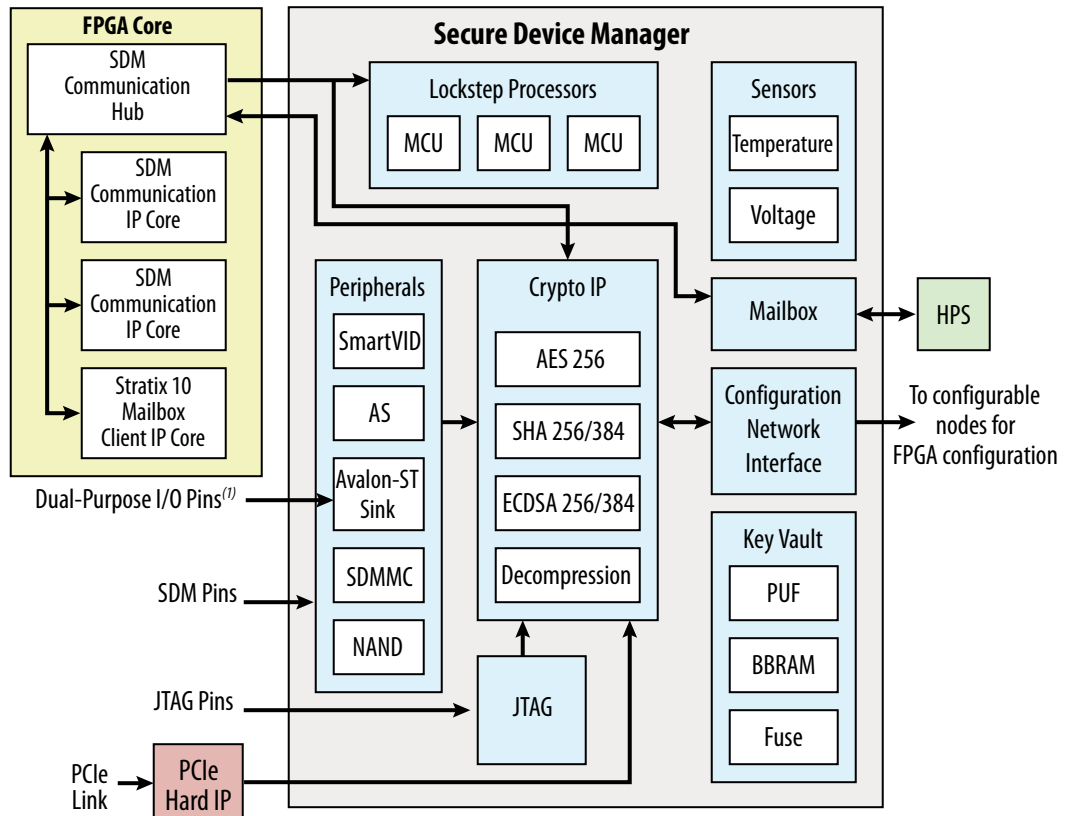 FPGA Core
SDM
Communication
Hub
SDM
Communication
IP Core
SDM
Communication
IP Core
Stratix 10
Mailbox
Client IP Core
Secure Device Manager
Lockstep Processors
MCU
MCU
MCU
Sensors
Temperature
Voltage
Peripherals
SmartVID
AS
Avalon-ST
Sink
SDMMC
NAND
Crypto IP
AES 256
SHA 256/384
ECDSA 256/384
Decompression
Mailbox
HPS
Configuration
Network
Interface
To configurable
nodes for
FPGA configuration
Key Vault
PUF
BBRAM
Fuse
Dual-Purpose I/O Pins(1)
SDM Pins
JTAG Pins
JTAG
PCIe
Link
PCIe
Hard IP